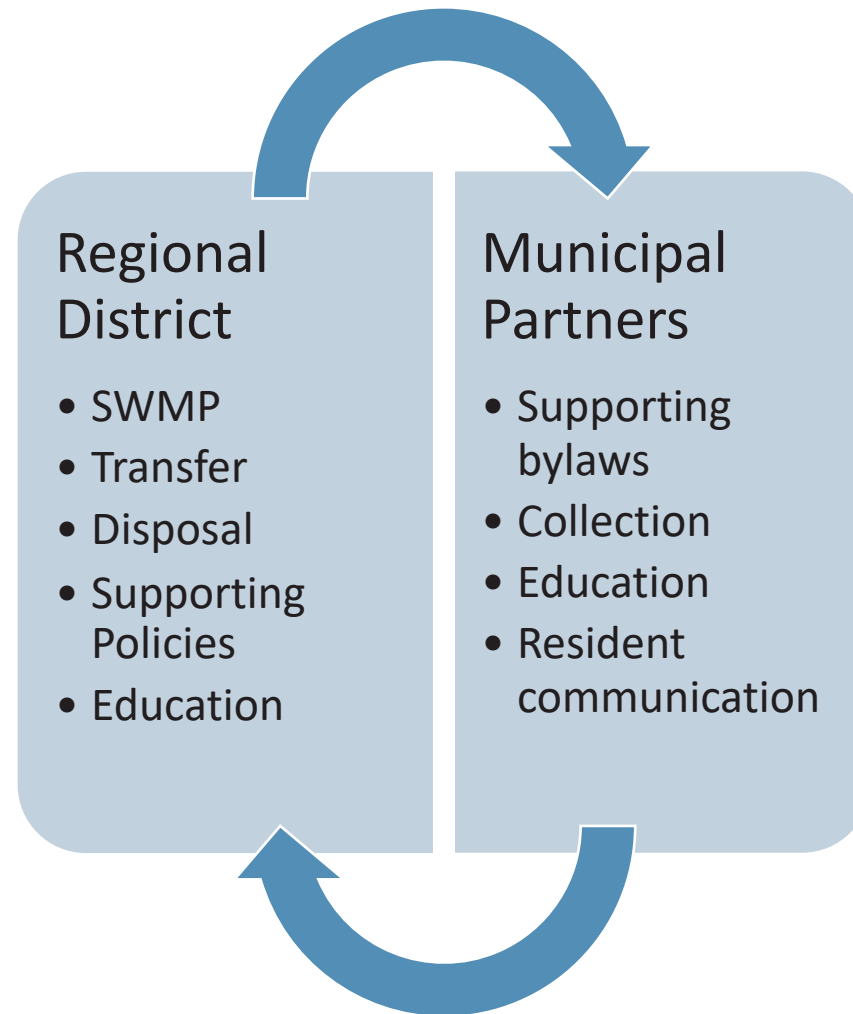 Regional
District
• SWMP
• Transfer
• Disposal
• Supporting
Policies
• Education
Municipal
Partners
• Supporting
bylaws
• Collection
• Education
• Resident
communication